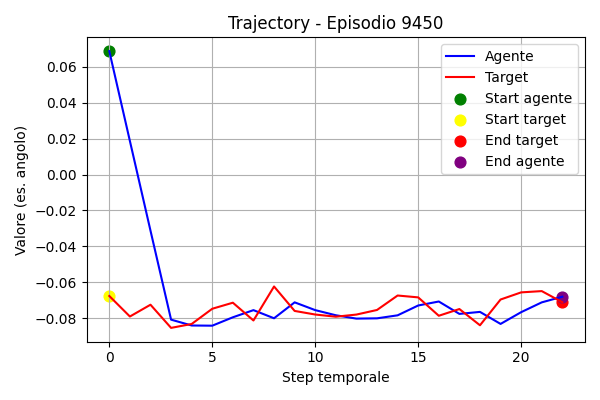 Trajectory - Episodio 9450
Agente
Target
Start agente
Start target
End target
End agente
Valore (es. angolo)
0.06
0.04
0.02
0.00
−0.02
−0.04
−0.06
−0.08
0 5 10 15 20
Step temporale